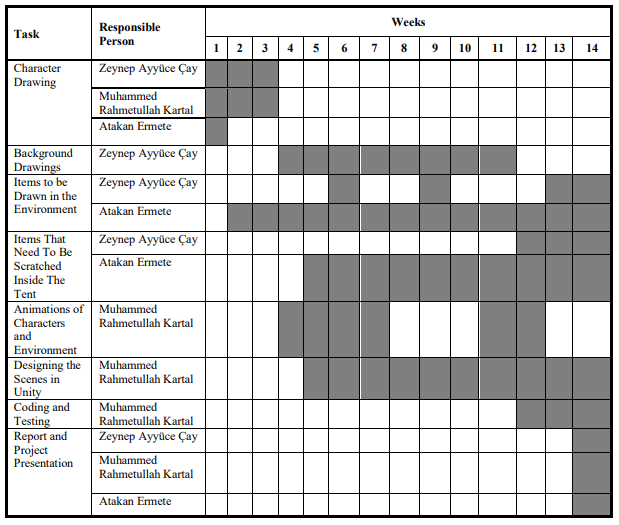 Task
Responsible
Person
Weeks
1 2 3 4 5 6 7 8 9 10 11 12 13 14
Character
Drawing
Zeynep Ayyüce Çay
Muhammed
Rahmetullah Kartal
Atakan Ermete
Background
Drawings
Zeynep Ayyüce Çay
Items to be
Drawn in the
Environment
Zeynep Ayyüce Çay
Atakan Ermete
Items That
Need To Be
Scratched
Inside The
Tent
Zeynep Ayyüce Çay
Atakan Ermete
Animations of
Characters
and
Environment
Muhammed
Rahmetullah Kartal
Designing the
Scenes in
Unity
Muhammed
Rahmetullah Kartal
Coding and
Testing
Muhammed
Rahmetullah Kartal
Report and
Project
Presentation
Zeynep Ayyüce Çay
Muhammed
Rahmetullah Kartal
Atakan Ermete